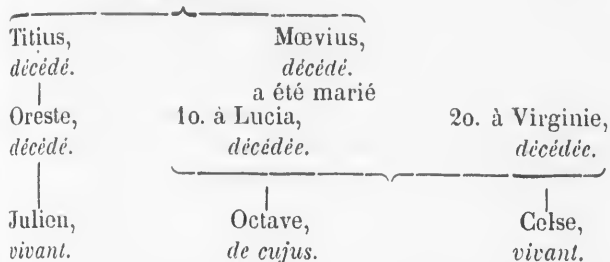 Titius, Mœvius,
décédé. décédé.
a été marié
Oreste, 1o. à Lucia, 2o. à Virginie,
décédé. décédée. décédée.
Julien, Octave, Celse,
vivant. de cujus. vivant.